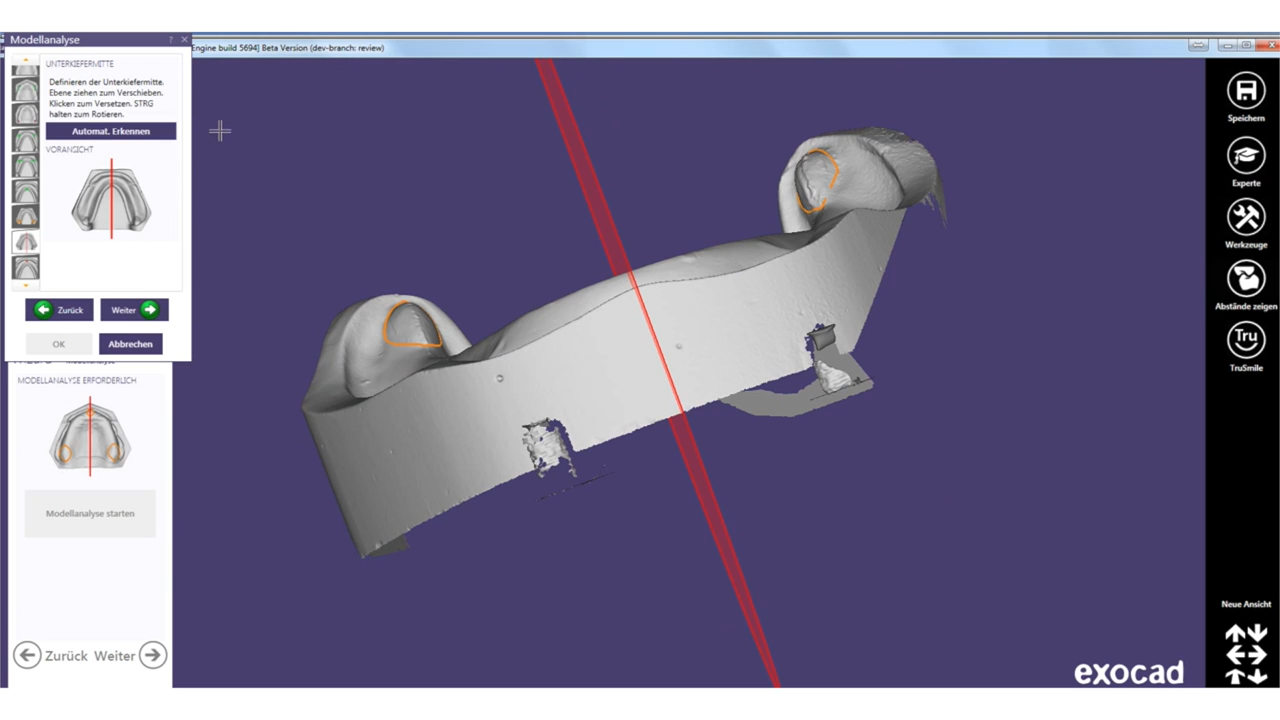 Modellanalyse
Engine build 5694] Beta Version (dev-branch: review)
UNTERKIEFERMITTE
Definieren der Unterkiefermitte.
Ebene ziehen zum Verschieben.
Klicken zum Versetzen. STRG
halten zum Rotieren.
Automat. Erkennen
VORANSICHT
Zurück
Weiter
OK
Abbrechen
MODELLANALYSE ERFORDERLICH
Modellanalyse starten
Zurück Weiter
Speichern
Experte
Werkzeuge
Abstände zeigen
Tru
TruSmile
Neue Ansicht
exocad